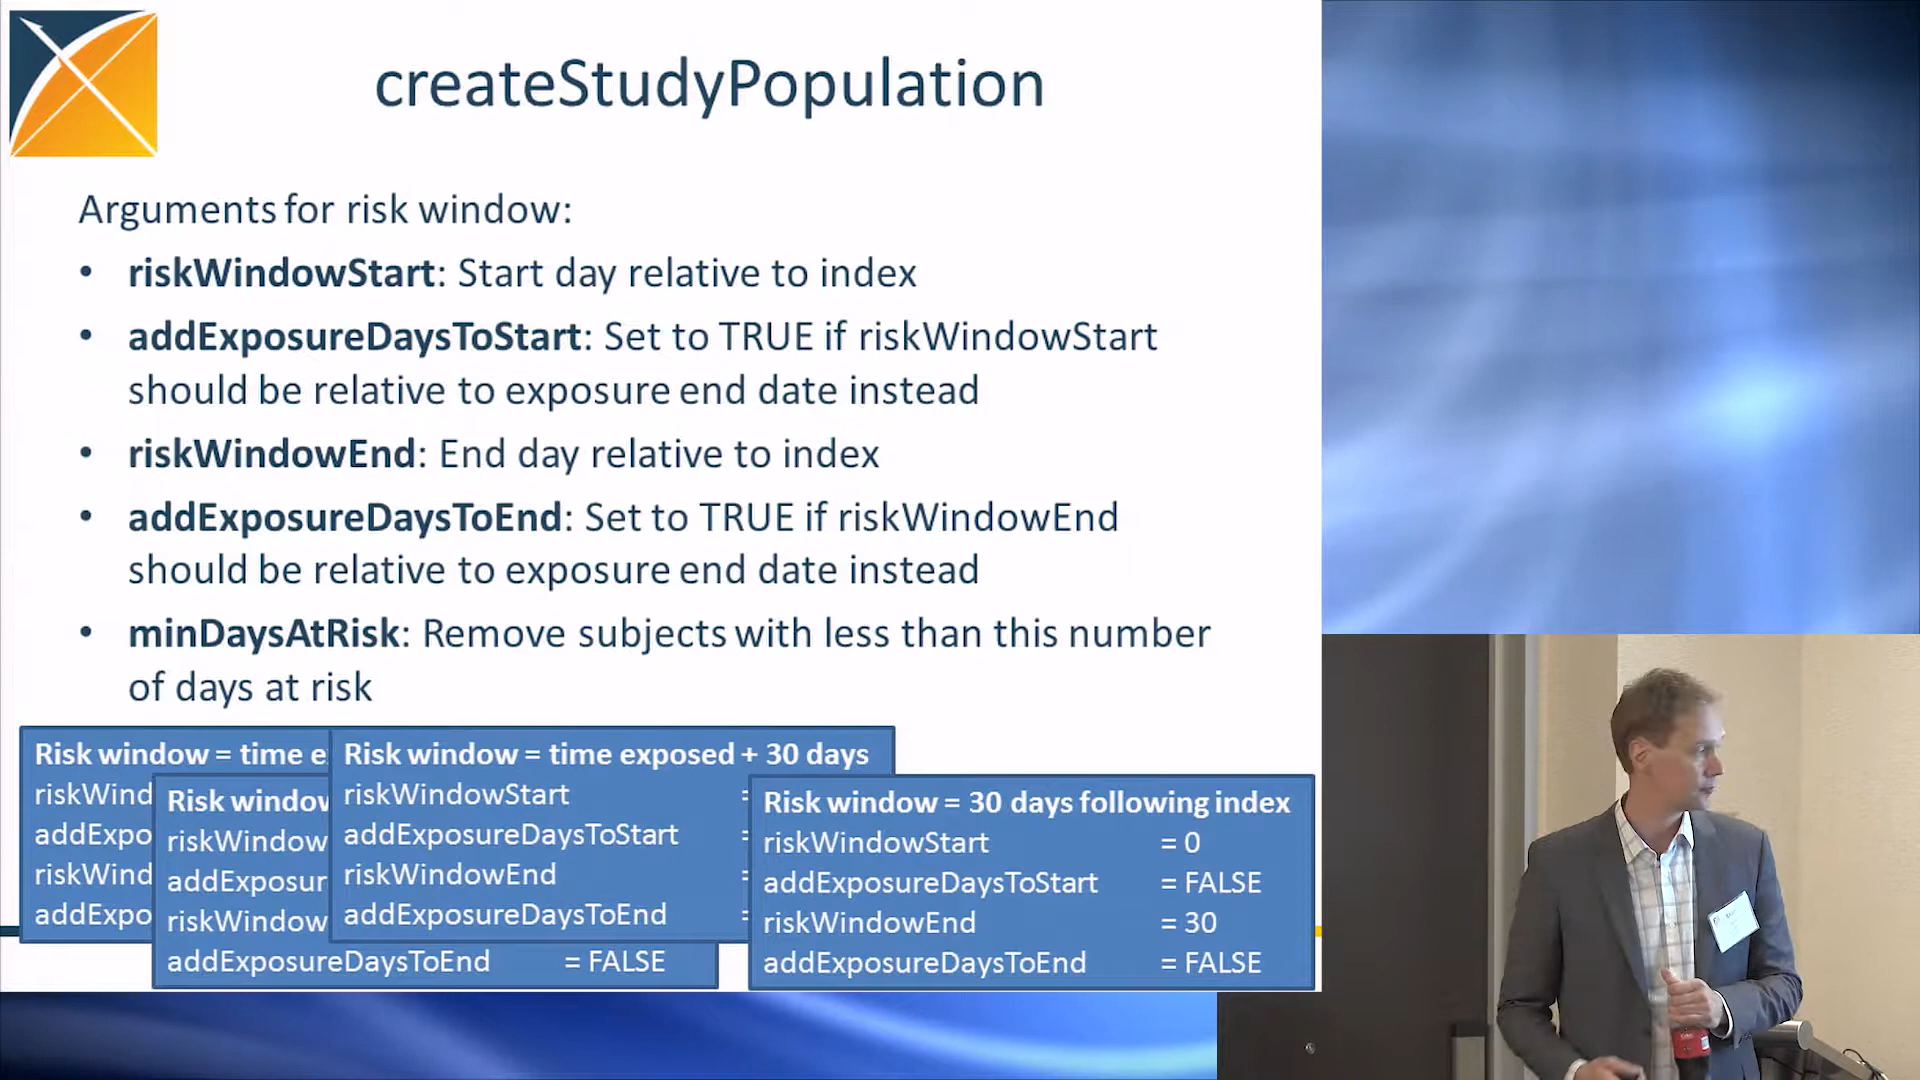 createStudyPopulation
Arguments for risk window:
• riskWindowStart: Start day relative to index
• addExposureDaysToStart: Set to TRUE if riskWindowStart
should be relative to exposure end date instead
• riskWindowEnd: End day relative to index
• addExposureDaysToEnd: Set to TRUE if riskWindowEnd
should be relative to exposure end date instead
• minDaysAtRisk: Remove subjects with less than this number
of days at risk
Risk window = time e
riskWind
addExpo
riskWind
addExpo
Risk window
riskWindow
addExposur
riskWindow
addExposureDaysToEnd = FALSE
Risk window = time exposed + 30 days
riskWindowStart
addExposureDaysToStart
riskWindowEnd
addExposureDaysToEnd
Risk window = 30 days following index
riskWindowStart = 0
addExposureDaysToStart = FALSE
riskWindowEnd = 30
addExposureDaysToEnd = FALSE